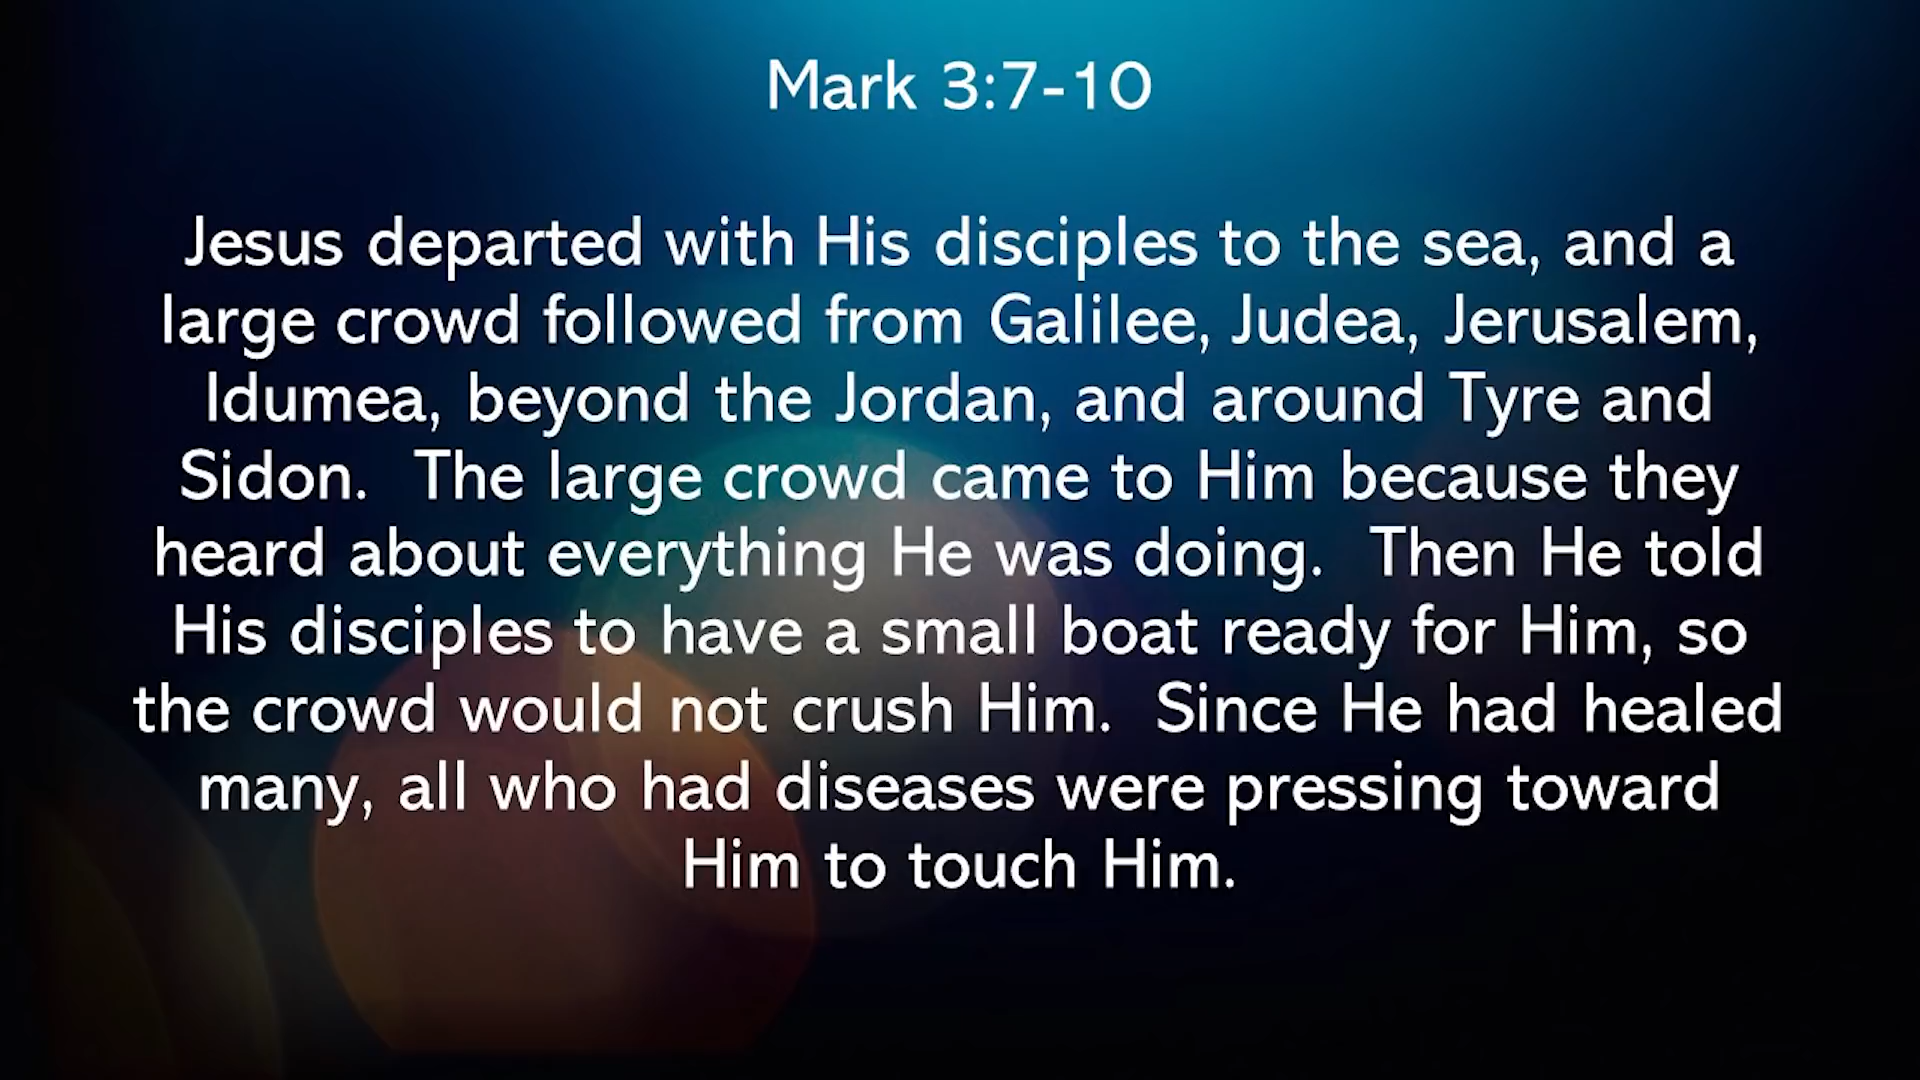 Mark 3:7-10
Jesus departed with His disciples to the sea, and a
large crowd followed from Galilee, Judea, Jerusalem,
Idumea, beyond the Jordan, and around Tyre and
Sidon.  The large crowd came to Him because they
heard about everything He was doing.  Then He told
His disciples to have a small boat ready for Him, so
the crowd would not crush Him.  Since He had healed
many, all who had diseases were pressing toward
Him to touch Him.